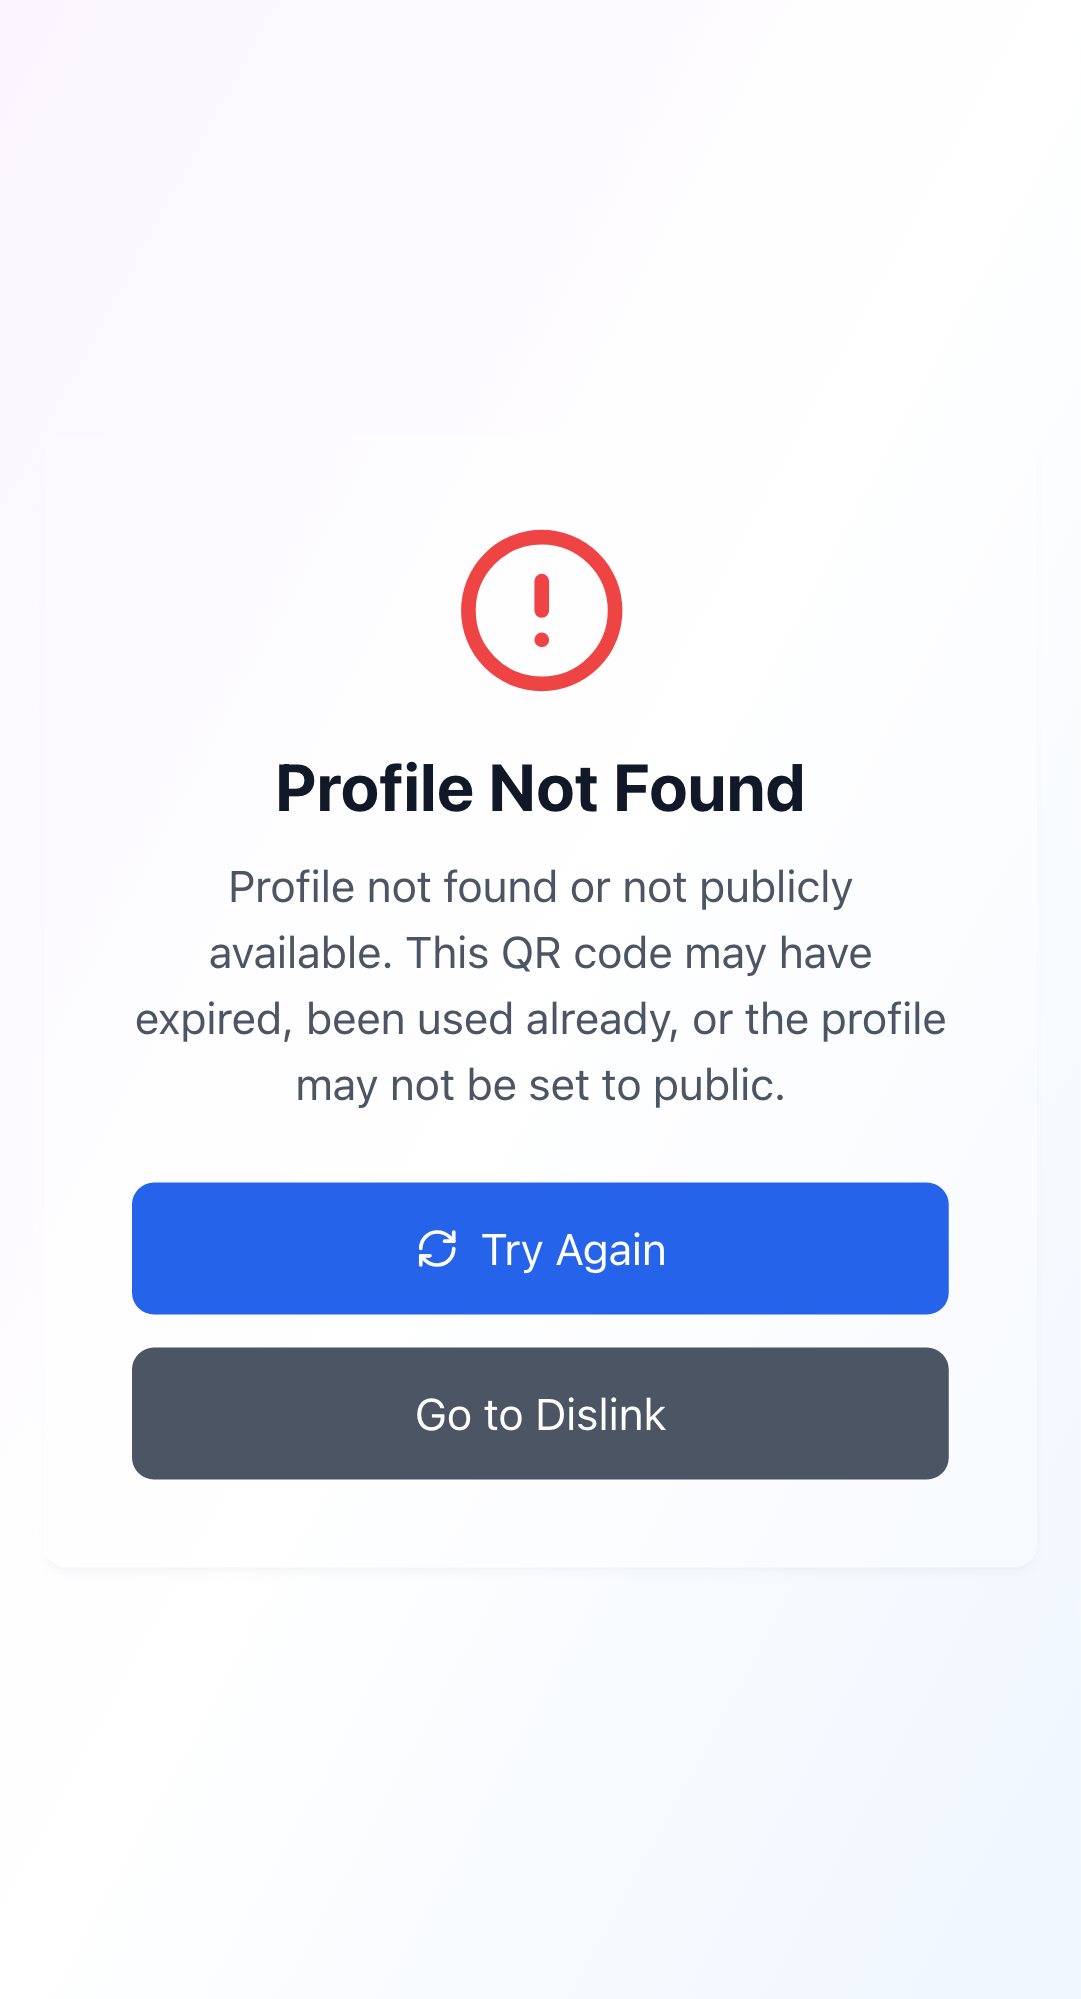 Profile Not Found
Profile not found or not publicly
available. This QR code may have
expired, been used already, or the profile
may not be set to public.
Try Again
Go to Dislink